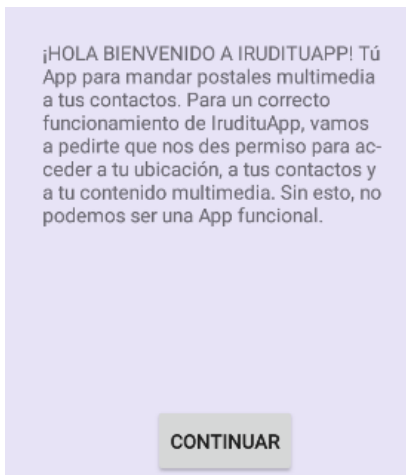 ¡HOLA BIENVENIDO A IRUDITUAPP! Tú
App para mandar postales multimedia
a tus contactos. Para un correcto
funcionamiento de IrudituApp, vamos
a pedirte que nos des permiso para ac-
ceder a tu ubicación, a tus contactos y
a tu contenido multimedia. Sin esto, no
podemos ser una App funcional.
CONTINUAR